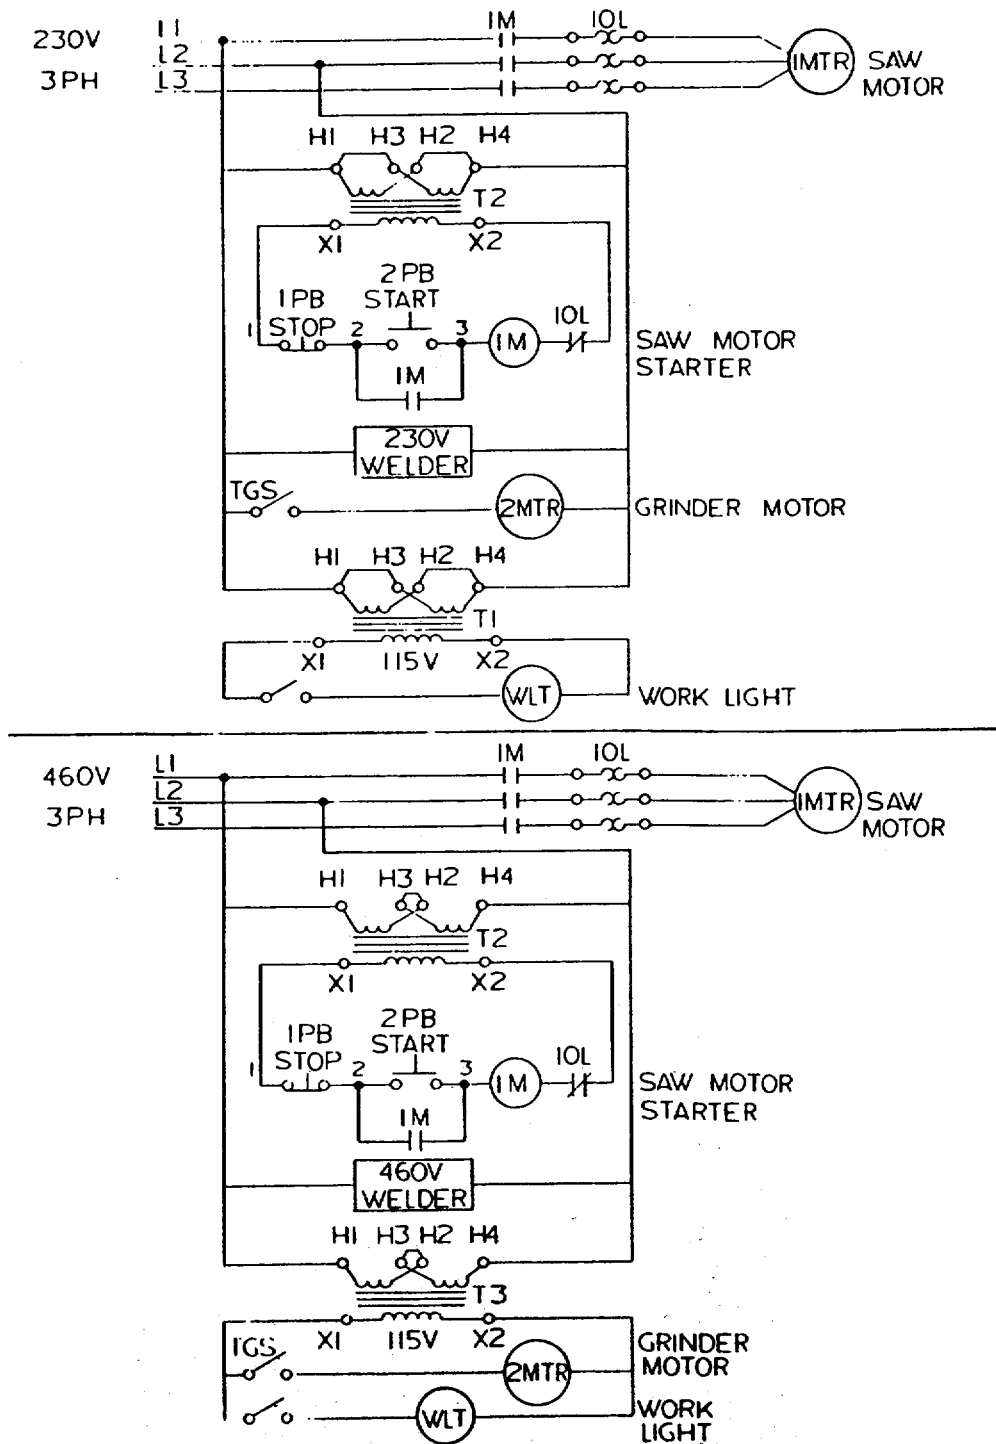 1M 1OL
230V L1
L2
3PH L3
1MTR SAW
MOTOR
H1 H3 H2 H4
T2
X1 X2
2PB
1PB START
1 STOP 2 3 1M 1OL SAW MOTOR
STARTER
1M
230V
WELDER
TGS
2MTR GRINDER MOTOR
H1 H3 H2 H4
T1
X1 115V X2
WLT WORK LIGHT
1M 1OL
460V L1
L2
3PH L3
1MTR SAW
MOTOR
H1 H3 H2 H4
T2
X1 X2
2PB
1PB START
1 STOP 2 3 1M 1OL SAW MOTOR
STARTER
1M
460V
WELDER
H1 H3 H2 H4
T3
X1 115V X2
TGS GRINDER
2MTR MOTOR
WLT WORK
LIGHT